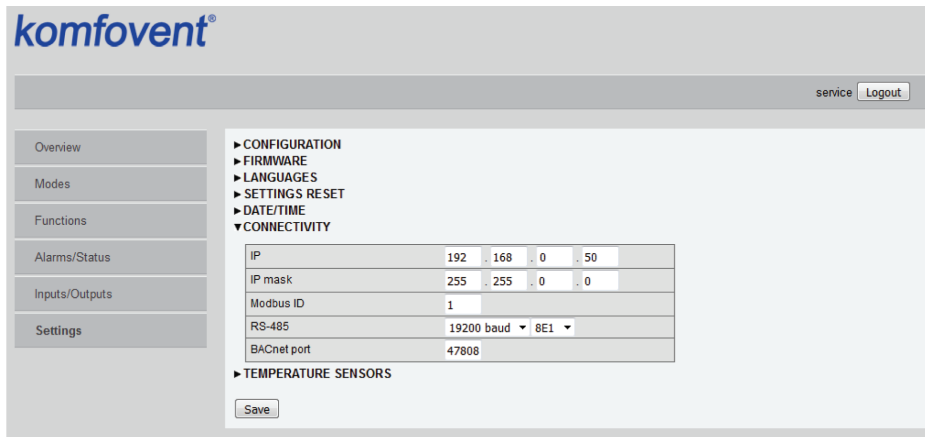 komfovent®
service Logout
Overview
Modes
Functions
Alarms/Status
Inputs/Outputs
Settings
►CONFIGURATION
►FIRMWARE
►LANGUAGES
►SETTINGS RESET
►DATE/TIME
▼CONNECTIVITY
IP 192 . 168 . 0 . 50
IP mask 255 . 255 . 0 . 0
Modbus ID 1
RS-485 19200 baud ▼ 8E1 ▼
BACnet port 47808
►TEMPERATURE SENSORS
Save